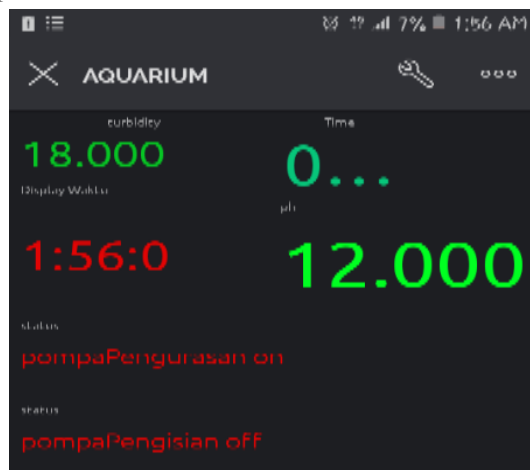 7% 1:56 AM
AQUARIUM
turbidity
Time
18.000
0...
Display Waktu
ph
1:56:0
12.000
status
pompaPengurasan on
status
pompaPengisian off